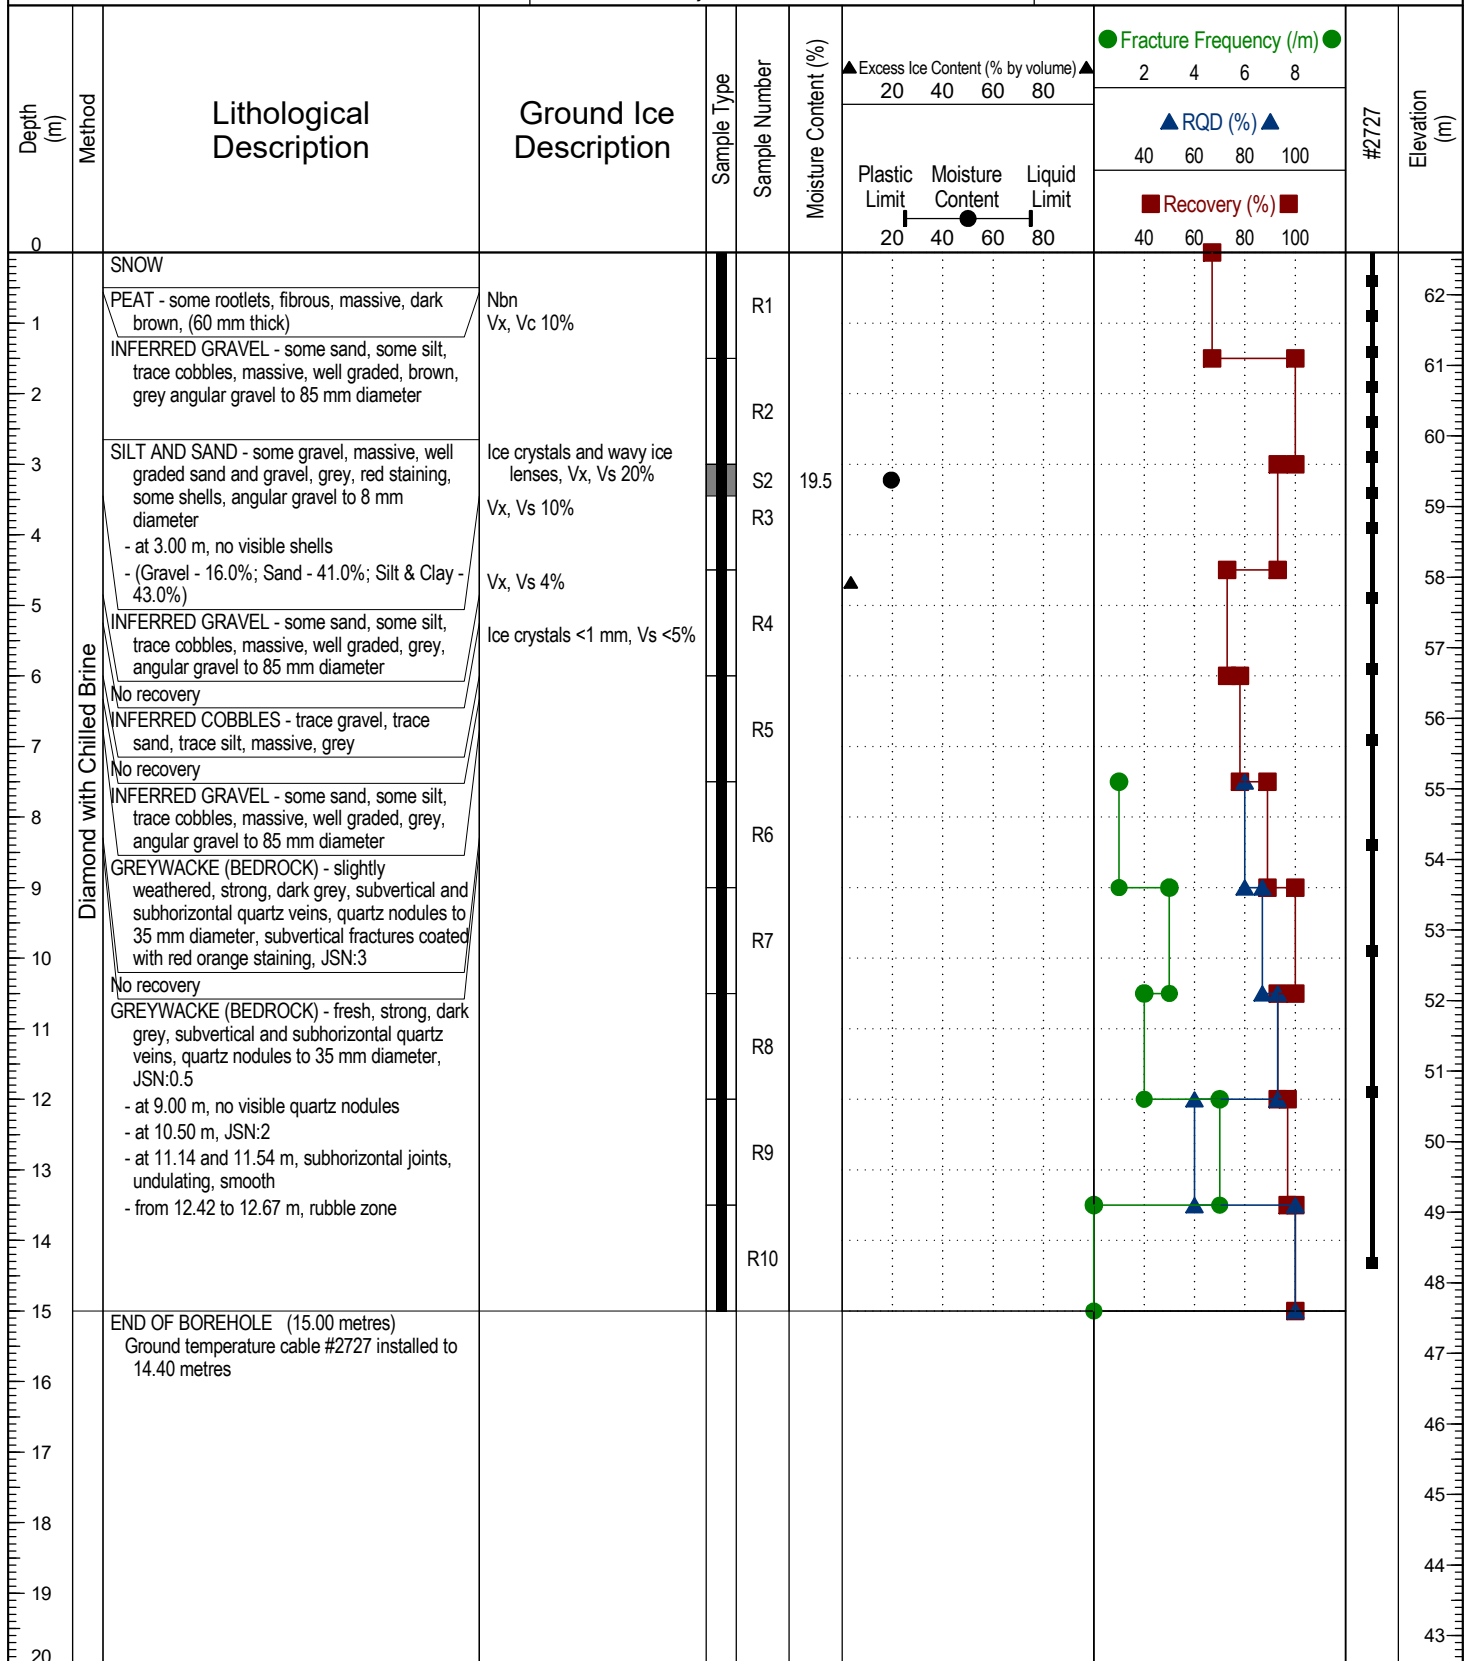 Depth
(m)
Method
Lithological
Description
Ground Ice
Description
Sample Type
Sample Number
Moisture Content (%)
Excess Ice Content (% by volume)
20 40 60 80
Plastic Limit
Moisture Content
Liquid Limit
20 40 60 80
Fracture Frequency (/m)
2 4 6 8
RQD (%)
40 60 80 100
Recovery (%)
40 60 80 100
#2727
Elevation
(m)
0
1
2
3
4
5
6
7
8
9
10
11
12
13
14
15
16
17
18
19
20
Diamond with Chilled Brine
SNOW
PEAT - some rootlets, fibrous, massive, dark
brown, (60 mm thick)
INFERRED GRAVEL - some sand, some silt,
trace cobbles, massive, well graded, brown,
grey angular gravel to 85 mm diameter
SILT AND SAND - some gravel, massive, well
graded sand and gravel, grey, red staining,
some shells, angular gravel to 8 mm
diameter
- at 3.00 m, no visible shells
- (Gravel - 16.0%; Sand - 41.0%; Silt & Clay -
43.0%)
INFERRED GRAVEL - some sand, some silt,
trace cobbles, massive, well graded, grey,
angular gravel to 85 mm diameter
No recovery
INFERRED COBBLES - trace gravel, trace
sand, trace silt, massive, grey
No recovery
INFERRED GRAVEL - some sand, some silt,
trace cobbles, massive, well graded, grey,
angular gravel to 85 mm diameter
GREYWACKE (BEDROCK) - slightly
weathered, strong, dark grey, subvertical and
subhorizontal quartz veins, quartz nodules to
35 mm diameter, subvertical fractures coated
with red orange staining, JSN:3
No recovery
GREYWACKE (BEDROCK) - fresh, strong, dark
grey, subvertical and subhorizontal quartz
veins, quartz nodules to 35 mm diameter,
JSN:0.5
- at 9.00 m, no visible quartz nodules
- at 10.50 m, JSN:2
- at 11.14 and 11.54 m, subhorizontal joints,
undulating, smooth
- from 12.42 to 12.67 m, rubble zone
END OF BOREHOLE (15.00 metres)
Ground temperature cable #2727 installed to
14.40 metres
Nbn
Vx, Vc 10%
Ice crystals and wavy ice
lenses, Vx, Vs 20%
Vx, Vs 10%
Vx, Vs 4%
Ice crystals <1 mm, Vs <5%
R1
R2
S2
R3
R4
R5
R6
R7
R8
R9
R10
19.5
62
61
60
59
58
57
56
55
54
53
52
51
50
49
48
47
46
45
44
43